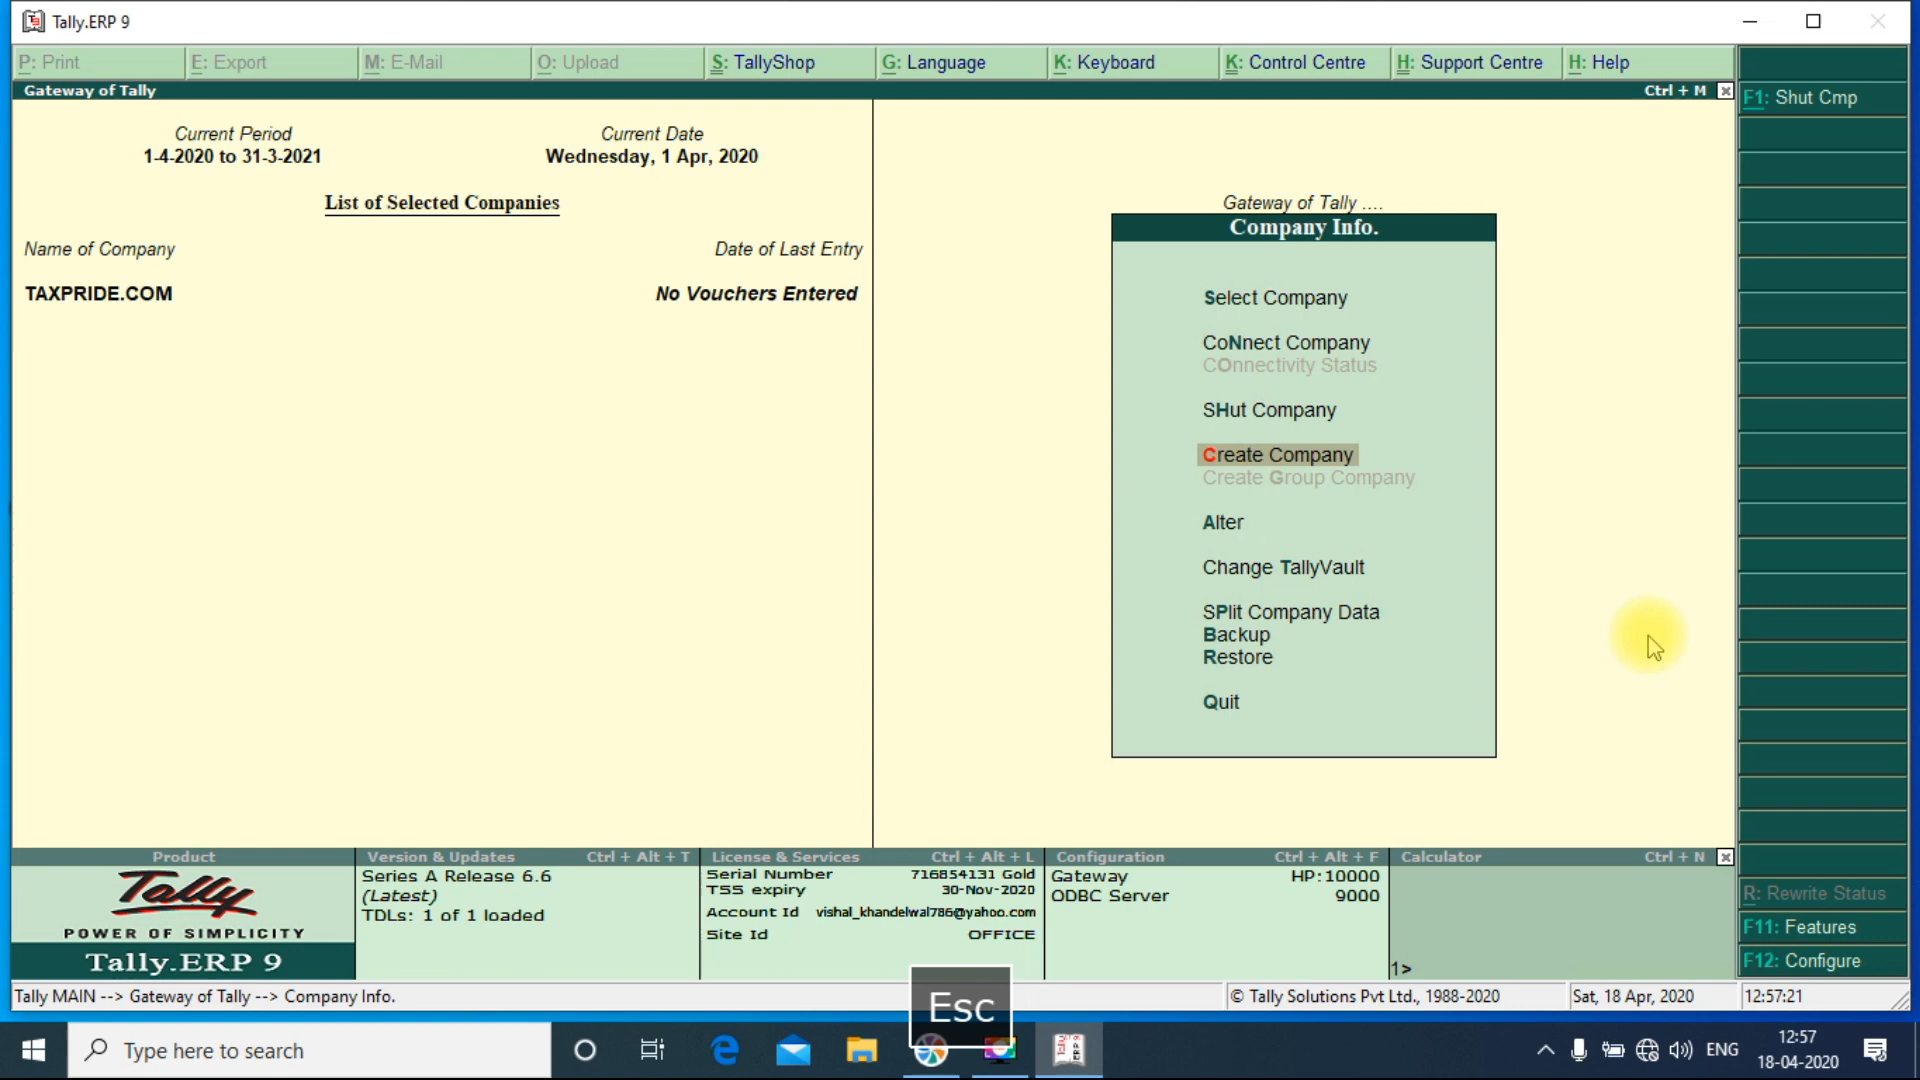 Tally.ERP 9
P: Print
E: Export
M: E-Mail
O: Upload
S: TallyShop
G: Language
K: Keyboard
K: Control Centre
H: Support Centre
H: Help
Gateway of Tally
Ctrl + M
F1: Shut Cmp
Current Period
1-4-2020 to 31-3-2021
Current Date
Wednesday, 1 Apr, 2020
List of Selected Companies
Name of Company
Date of Last Entry
TAXPRIDE.COM
No Vouchers Entered
Gateway of Tally ....
Company Info.
Select Company
CoNnect Company
COnnectivity Status
SHut Company
Create Company
Create Group Company
Alter
Change TallyVault
SPlit Company Data
Backup
Restore
Quit
Product
Tally
POWER OF SIMPLICITY
Tally.ERP 9
Version & Updates
Ctrl + Alt + T
Series A Release 6.6
(Latest)
TDLs: 1 of 1 loaded
License & Services
Ctrl + Alt + L
Serial Number 716854131 Gold
TSS expiry 30-Nov-2020
Account Id vishal_khandelwal786@yahoo.com
Site Id OFFICE
Configuration
Ctrl + Alt + F
Gateway HP:10000
ODBC Server 9000
Calculator
Ctrl + N
1>
R: Rewrite Status
F11: Features
F12: Configure
Tally MAIN --> Gateway of Tally --> Company Info.
© Tally Solutions Pvt Ltd., 1988-2020
Sat, 18 Apr, 2020
12:57:21
Esc
Type here to search
Tally
ERP 9
ENG
12:57
18-04-2020